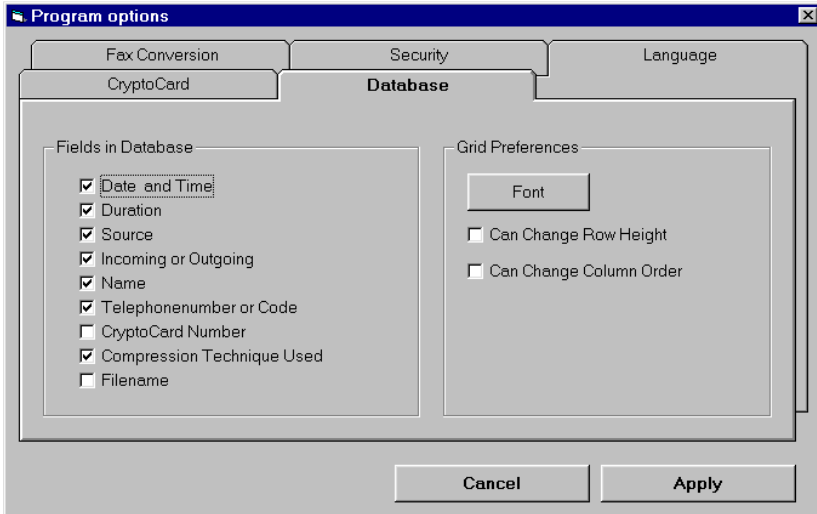 Program options
Fax Conversion
Security
Language
CryptoCard
Database
Fields in Database
Date and Time
Duration
Source
Incoming or Outgoing
Name
Telephonenumber or Code
CryptoCard Number
Compression Technique Used
Filename
Grid Preferences
Font
Can Change Row Height
Can Change Column Order
Cancel
Apply